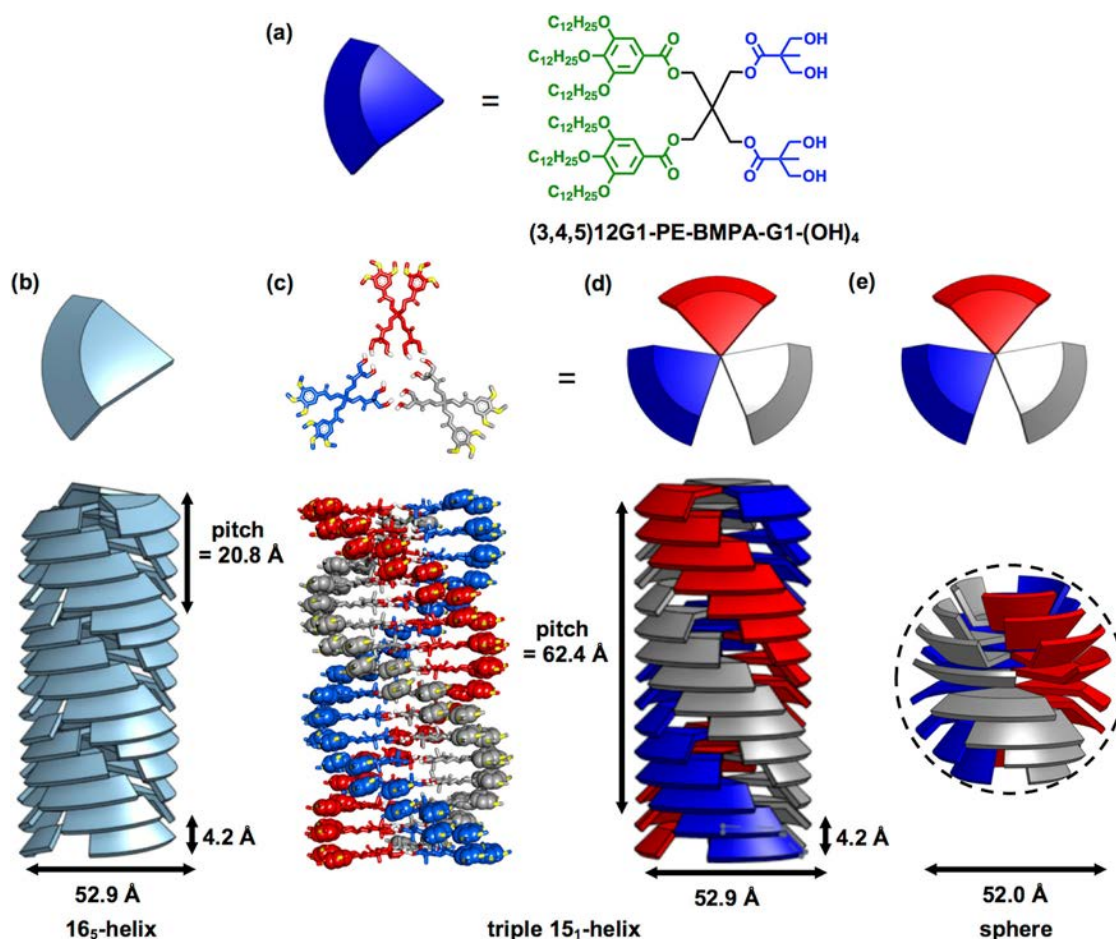 (a)
C₁₂H₂₅O
C₁₂H₂₅O
C₁₂H₂₅O
O
O
C₁₂H₂₅O
C₁₂H₂₅O
C₁₂H₂₅O
O
O
O
O
OH
OH
O
O
OH
OH
=
(3,4,5)12G1-PE-BMPA-G1-(OH)₄
(b)
(c)
=
(d)
(e)
pitch
= 20.8 Å
4.2 Å
52.9 Å
16₅-helix
pitch
= 62.4 Å
4.2 Å
52.9 Å
triple 15₁-helix
52.0 Å
sphere